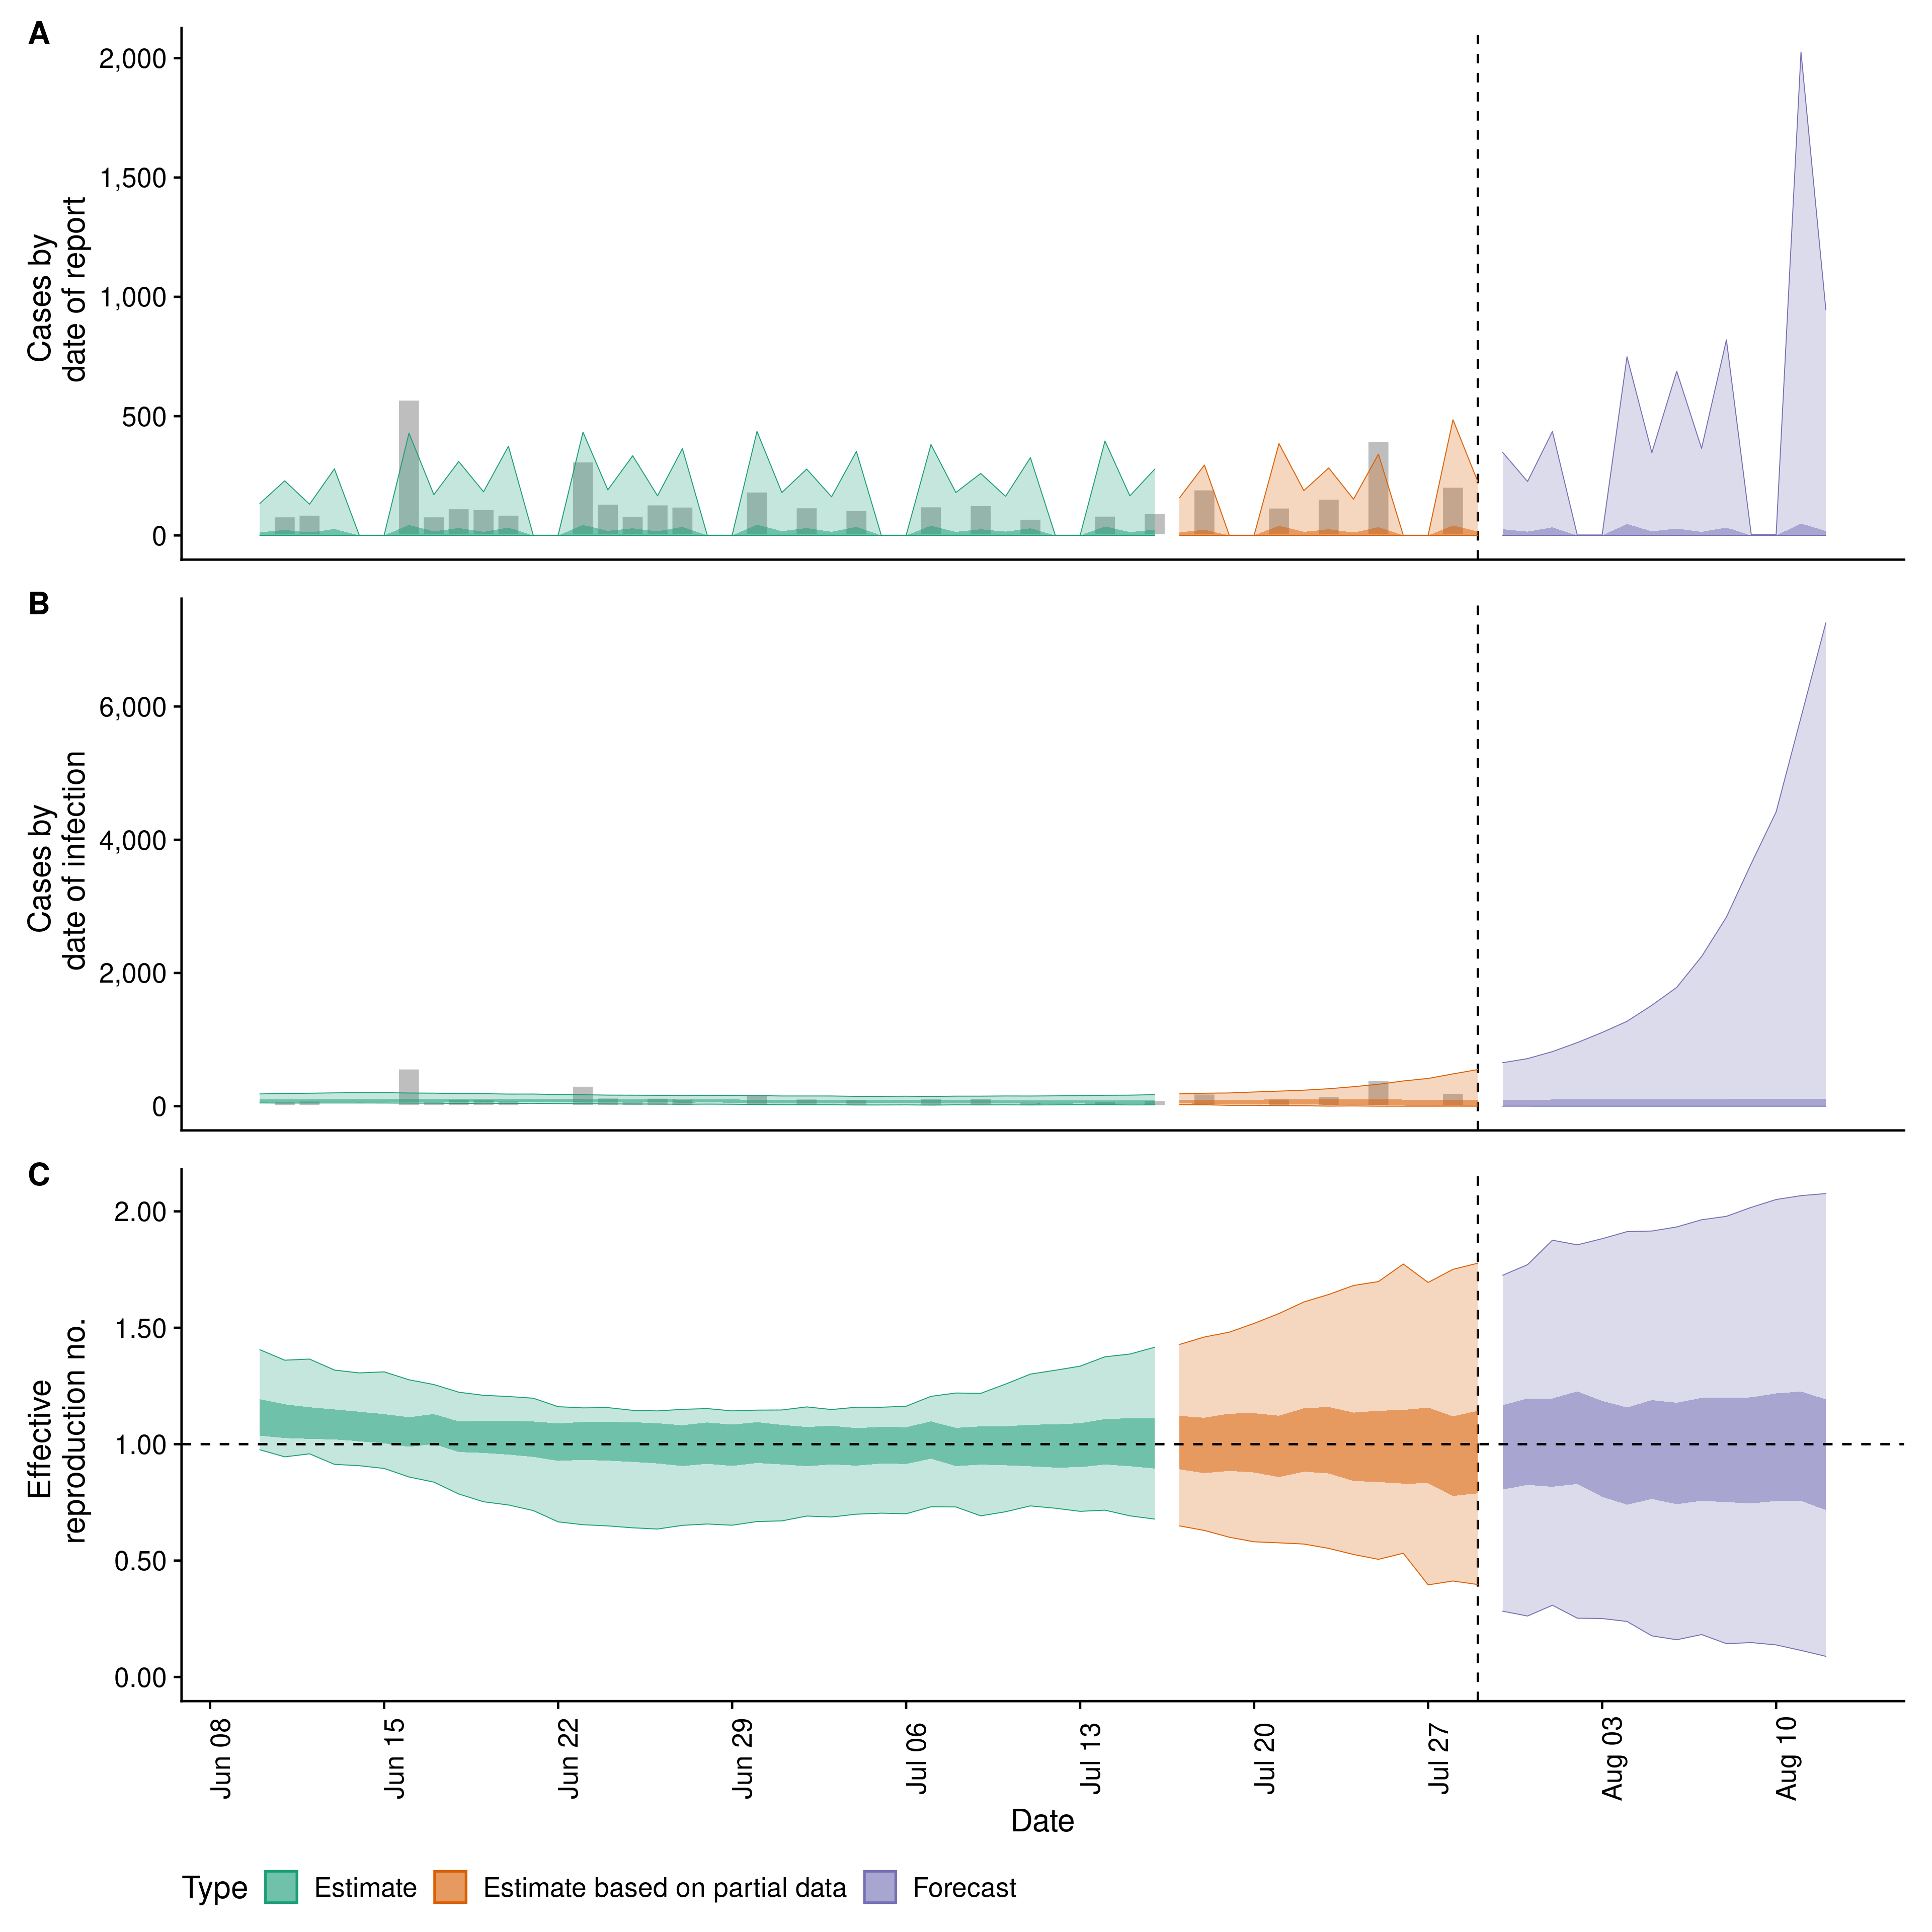 A
Cases by
date of report
2,000
1,500
1,000
500
0
B
Cases by
date of infection
6,000
4,000
2,000
0
C
Effective
reproduction no.
2.00
1.50
1.00
0.50
0.00
Jun 08
Jun 15
Jun 22
Jun 29
Jul 06
Jul 13
Jul 20
Jul 27
Aug 03
Aug 10
Date
Type Estimate Estimate based on partial data Forecast